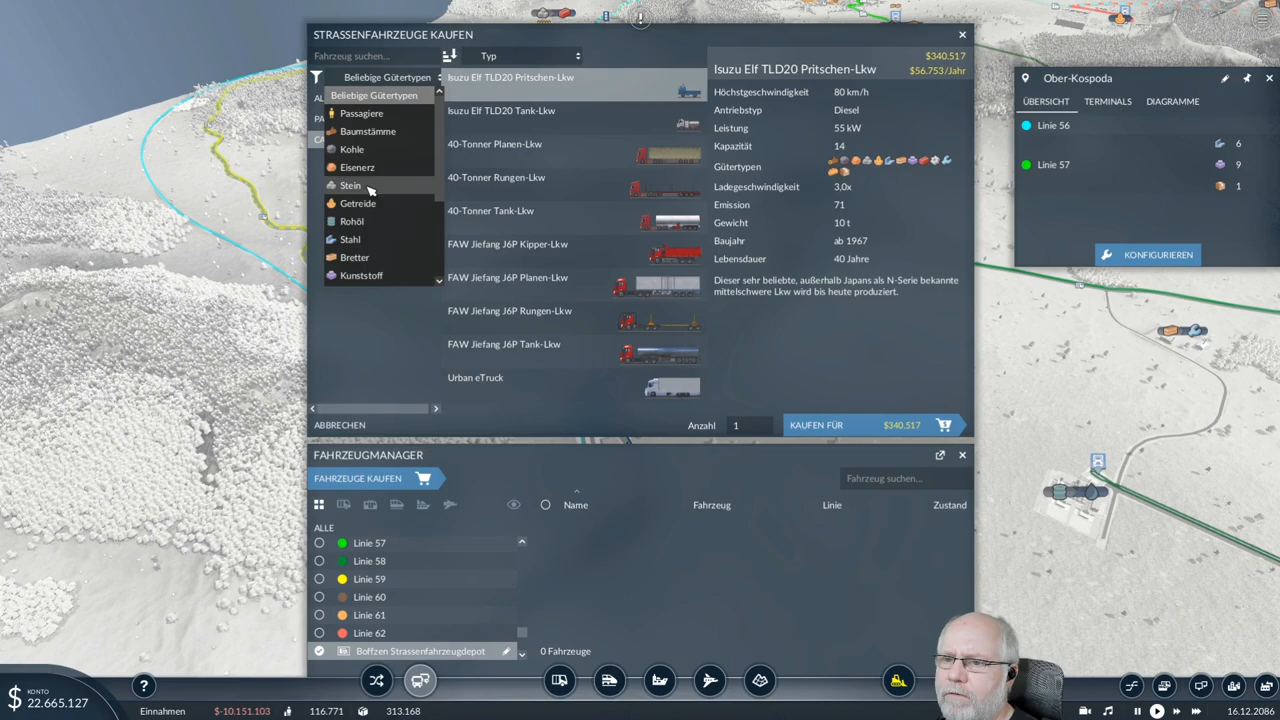 STRASSENFAHRZEUGE KAUFEN
Fahrzeug suchen...
Typ
Beliebige Gütertypen
Beliebige Gütertypen
Passagiere
Baumstämme
Kohle
Eisenerz
Stein
Getreide
Rohöl
Stahl
Bretter
Kunststoff
Isuzu Elf TLD20 Pritschen-Lkw
Isuzu Elf TLD20 Tank-Lkw
40-Tonner Planen-Lkw
40-Tonner Rungen-Lkw
40-Tonner Tank-Lkw
FAW Jiefang J6P Kipper-Lkw
FAW Jiefang J6P Planen-Lkw
FAW Jiefang J6P Rungen-Lkw
FAW Jiefang J6P Tank-Lkw
Urban eTruck
$340.517
Isuzu Elf TLD20 Pritschen-Lkw
$56.753/Jahr
Höchstgeschwindigkeit 80 km/h
Antriebstyp Diesel
Leistung 55 kW
Kapazität 14
Gütertypen
Ladegeschwindigkeit 3,0x
Emission 71
Gewicht 10 t
Baujahr ab 1967
Lebensdauer 40 Jahre
Dieser sehr beliebte, außerhalb Japans als N-Serie bekannte
mittelschwere Lkw wird bis heute produziert.
ABBRECHEN
Anzahl 1
KAUFEN FÜR $340.517
Ober-Kospoda
ÜBERSICHT TERMINALS DIAGRAMME
Linie 56
6
Linie 57
9
1
KONFIGURIEREN
FAHRZEUGMANAGER
FAHRZEUGE KAUFEN
Fahrzeug suchen...
Name Fahrzeug Linie Zustand
ALLE
Linie 57
Linie 58
Linie 59
Linie 60
Linie 61
Linie 62
Boffzen Strassenfahrzeugdepot 0 Fahrzeuge
$ KONTO
22.665.127
?
Einnahmen $-10.151.103 116.771 313.168
16.12.2086